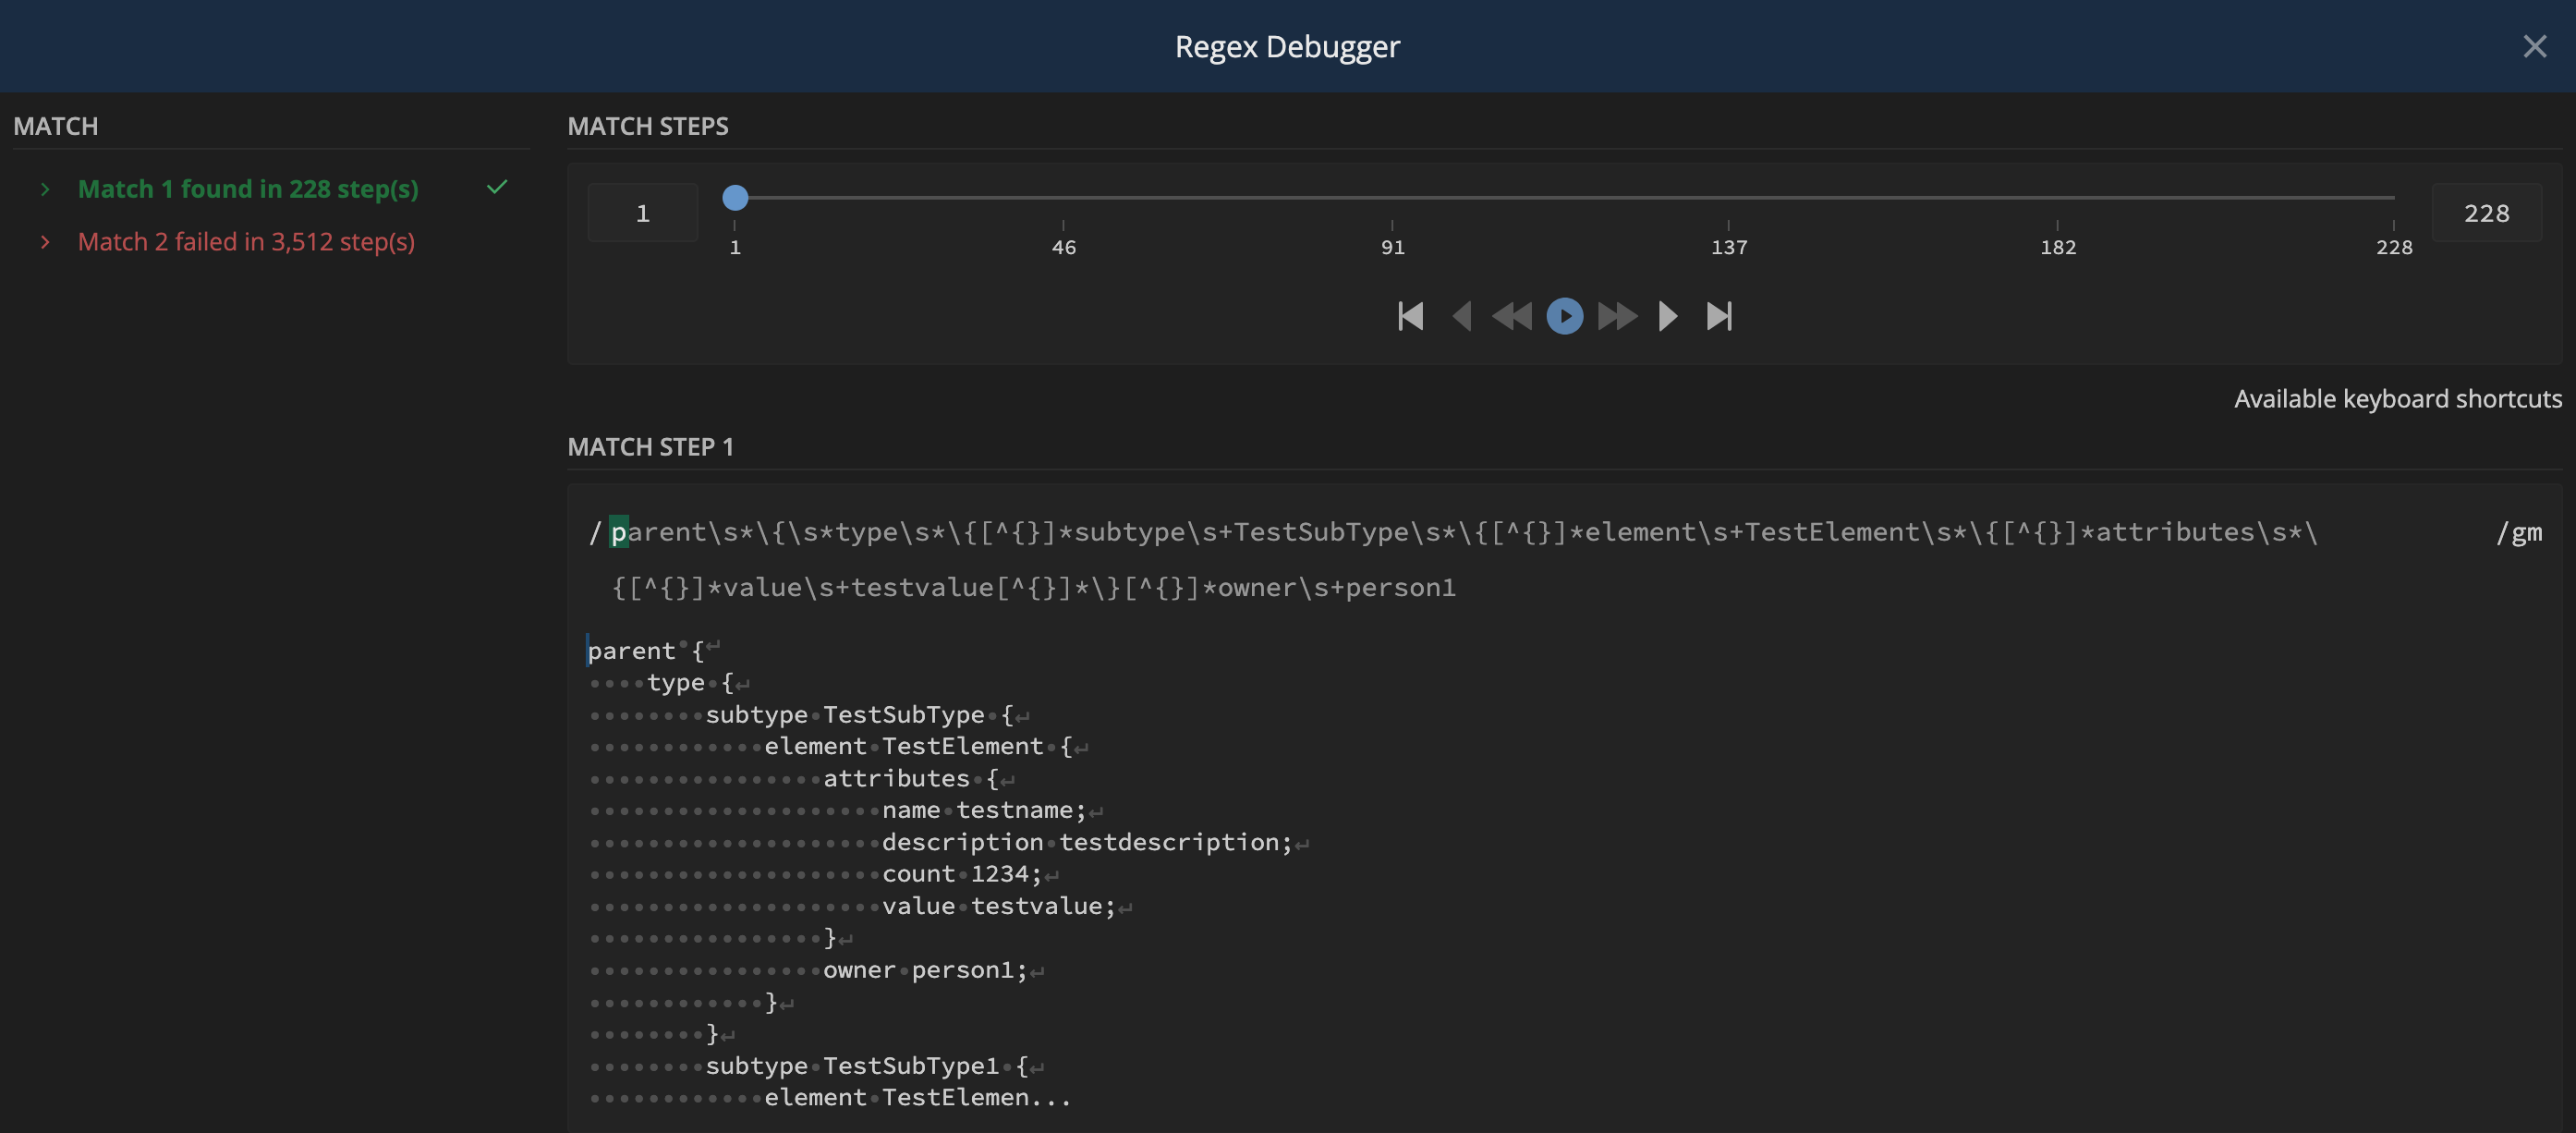 Regex Debugger
MATCH
Match 1 found in 228 step(s)
Match 2 failed in 3,512 step(s)
MATCH STEPS
1
228
1 46 91 137 182 228
Available keyboard shortcuts
MATCH STEP 1
/ parent\s*\{\s*type\s*\{[^{}]*subtype\s+TestSubType\s*\{[^{}]*element\s+TestElement\s*\{[^{}]*attributes\s*\ /gm
{[^{}]*value\s+testvalue[^{}]*\}[^{}]*owner\s+person1
parent {
    type {
        subtype TestSubType {
            element TestElement {
                attributes {
                    name testname;
                    description testdescription;
                    count 1234;
                    value testvalue;
                }
                owner person1;
            }
        }
        subtype TestSubType1 {
            element TestElemen...